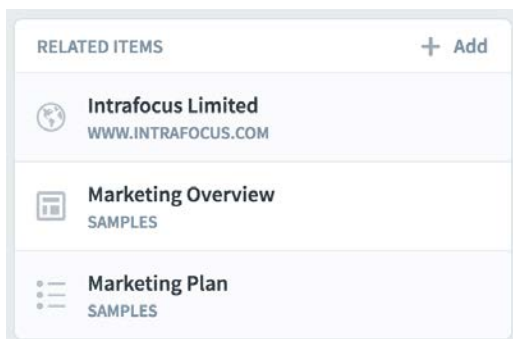 RELATED ITEMS + Add
Intrafocus Limited
WWW.INTRAFOCUS.COM
Marketing Overview
SAMPLES
Marketing Plan
SAMPLES